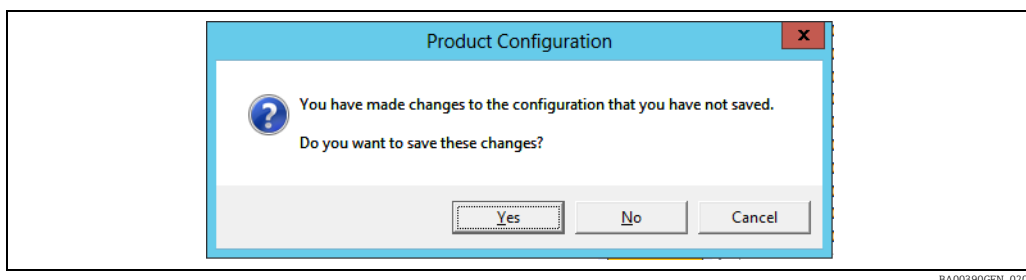 Product Configuration
x
You have made changes to the configuration that you have not saved.
Do you want to save these changes?
Yes
No
Cancel
BA00390GEN_020